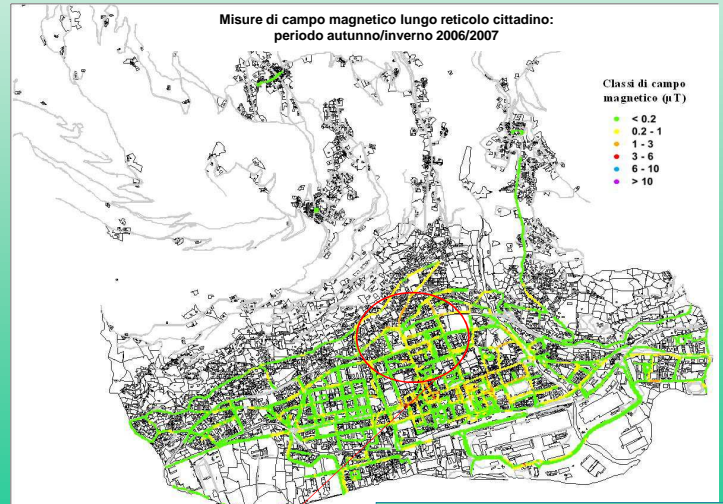 Misure di campo magnetico lungo reticolo cittadino:
periodo autunno/inverno 2006/2007
Classi di campo
magnetico (µT)
< 0.2
0.2 - 1
1 - 3
3 - 6
6 - 10
> 10